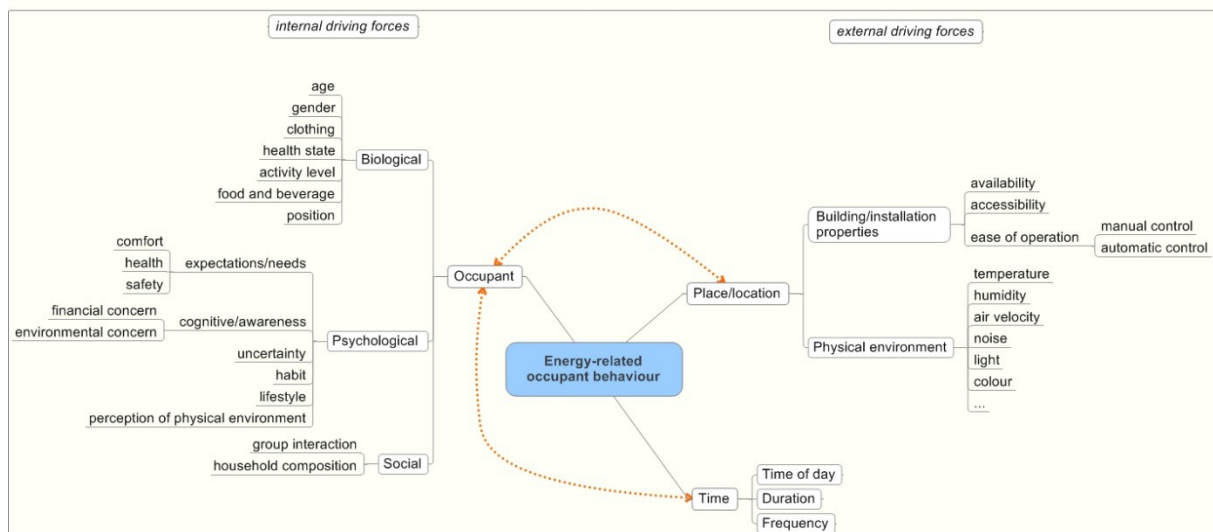 internal driving forces
external driving forces
age
gender
clothing
health state
activity level
food and beverage
position
Biological
comfort
health
safety
expectations/needs
financial concern
environmental concern
cognitive/awareness
uncertainty
habit
lifestyle
perception of physical environment
Psychological
group interaction
household composition
Social
Occupant
Energy-related
occupant behaviour
Place/location
Building/installation
properties
availability
accessibility
ease of operation
manual control
automatic control
Physical environment
temperature
humidity
air velocity
noise
light
colour
...
Time
Time of day
Duration
Frequency